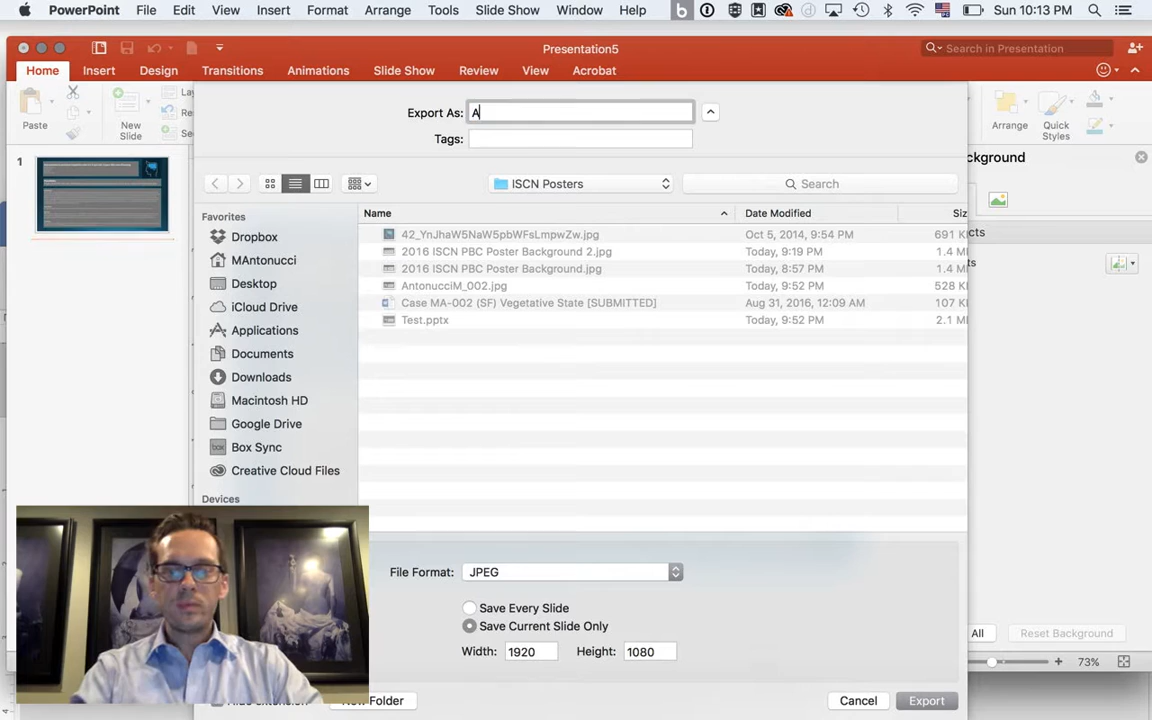 PowerPoint File Edit View Insert Format Arrange Tools Slide Show Window Help Sun 10:13 PM
Presentation5
Search in Presentation
Home Insert Design Transitions Animations Slide Show Review View Acrobat
Paste
New
Slide
Arrange
Quick
Styles
Export As: A
Tags:
ISCN Posters
Search
Favorites
Dropbox
MAntonucci
Desktop
iCloud Drive
Applications
Documents
Downloads
Macintosh HD
Google Drive
Box Sync
Creative Cloud Files
Devices
Name Date Modified Siz
42_YnJhaW5NaW5pbWFsLmpwZw.jpg Oct 5, 2014, 9:54 PM 691 K
2016 ISCN PBC Poster Background 2.jpg Today, 9:19 PM 1.4 M
2016 ISCN PBC Poster Background.jpg Today, 8:57 PM 1.4 M
AntonucciM_002.jpg Today, 9:52 PM 528 K
Case MA-002 (SF) Vegetative State [SUBMITTED] Aug 31, 2016, 12:09 AM 107 K
Test.pptx Today, 9:52 PM 2.1 M
File Format: JPEG
Save Every Slide
Save Current Slide Only
Width: 1920 Height: 1080
Hide extension New Folder Cancel Export
All Reset Background
73%
1